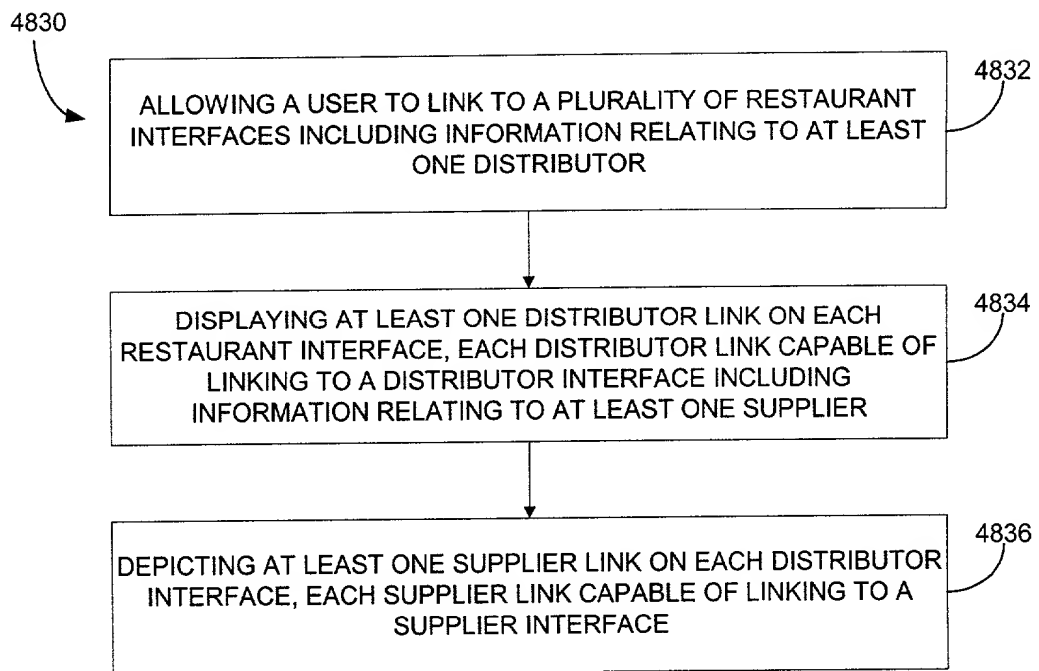 4830
4832
ALLOWING A USER TO LINK TO A PLURALITY OF RESTAURANT
INTERFACES INCLUDING INFORMATION RELATING TO AT LEAST
ONE DISTRIBUTOR
4834
DISPLAYING AT LEAST ONE DISTRIBUTOR LINK ON EACH
RESTAURANT INTERFACE, EACH DISTRIBUTOR LINK CAPABLE OF
LINKING TO A DISTRIBUTOR INTERFACE INCLUDING
INFORMATION RELATING TO AT LEAST ONE SUPPLIER
4836
DEPICTING AT LEAST ONE SUPPLIER LINK ON EACH DISTRIBUTOR
INTERFACE, EACH SUPPLIER LINK CAPABLE OF LINKING TO A
SUPPLIER INTERFACE